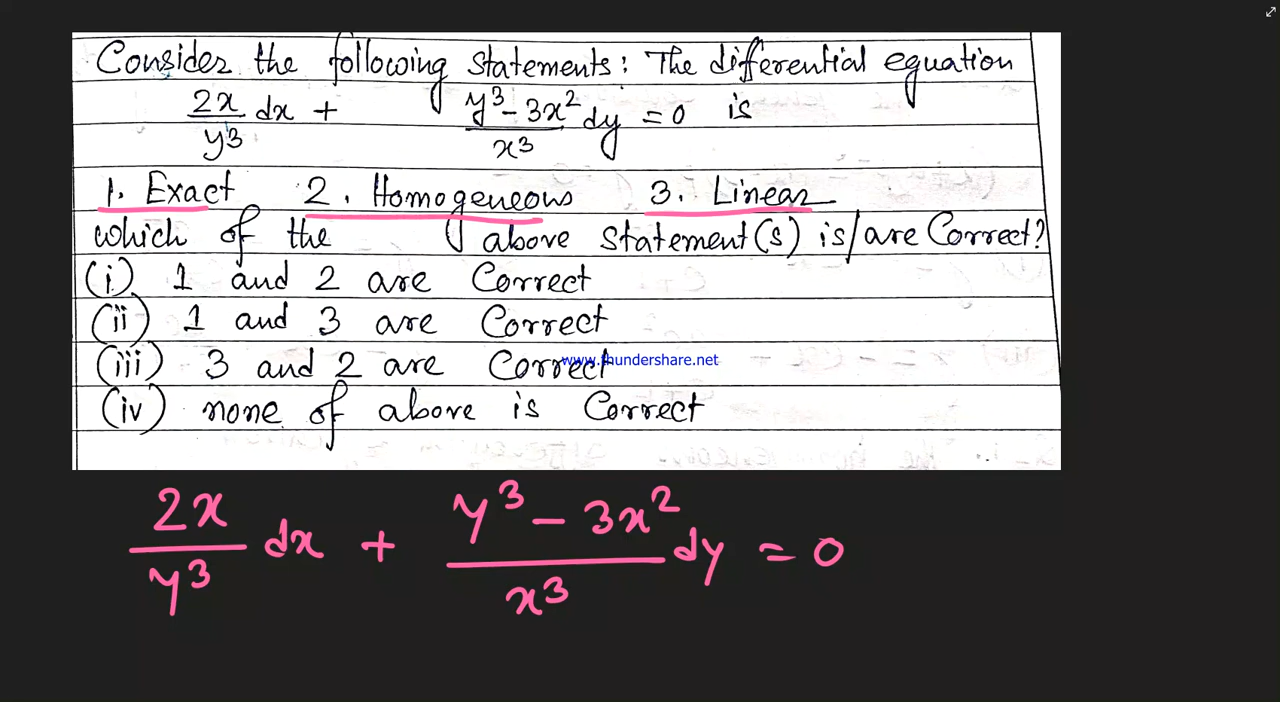 Consider the following statements: The differential equation
2x/y³ dx + y³ - 3x²/x³ dy = 0 is
1. Exact 2. Homogeneous 3. Linear
which of the above statement(s) is/are Correct?
(i) 1 and 2 are Correct
(ii) 1 and 3 are Correct
(iii) 3 and 2 are Correct
www.thundershare.net
(iv) none of above is Correct
2x/y³ dx + y³ - 3x²/x³ dy = 0